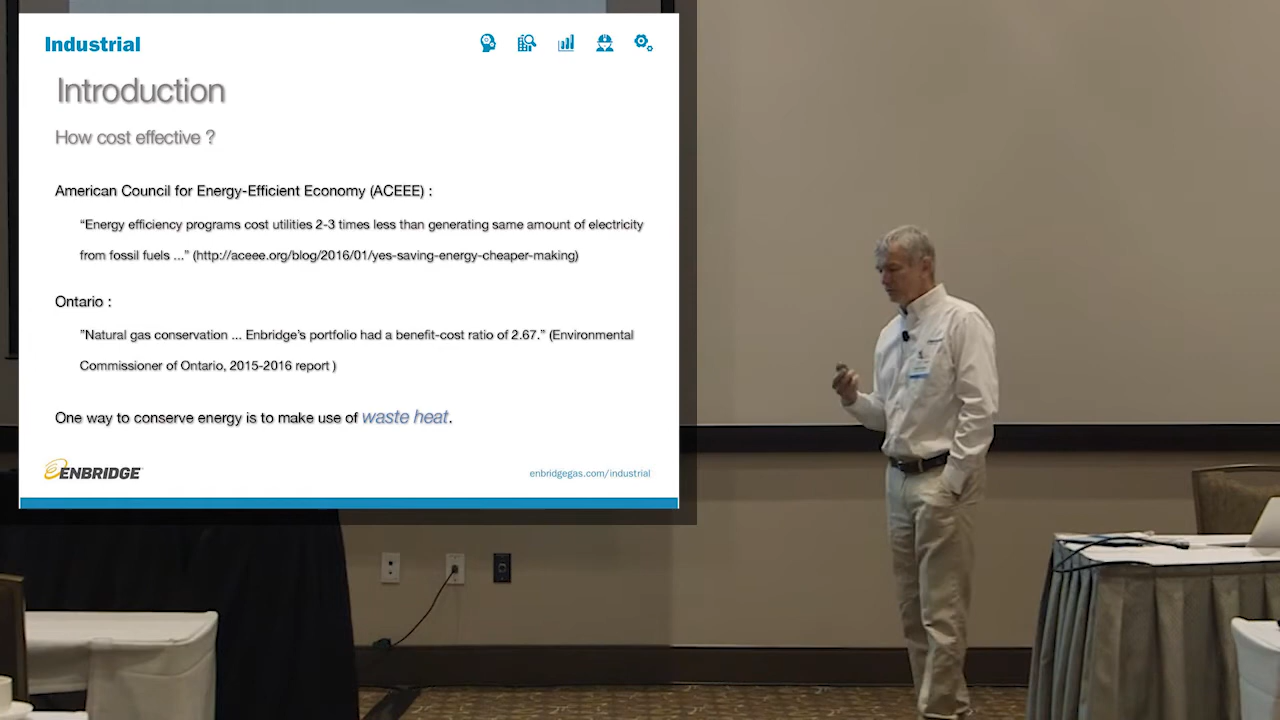 Industrial
Introduction
How cost effective ?
American Council for Energy-Efficient Economy (ACEEE) :
“Energy efficiency programs cost utilities 2-3 times less than generating same amount of electricity
from fossil fuels ...” (http://aceee.org/blog/2016/01/yes-saving-energy-cheaper-making)
Ontario :
”Natural gas conservation ... Enbridge’s portfolio had a benefit-cost ratio of 2.67.” (Environmental
Commissioner of Ontario, 2015-2016 report )
One way to conserve energy is to make use of waste heat.
ENBRIDGE
enbridgegas.com/industrial